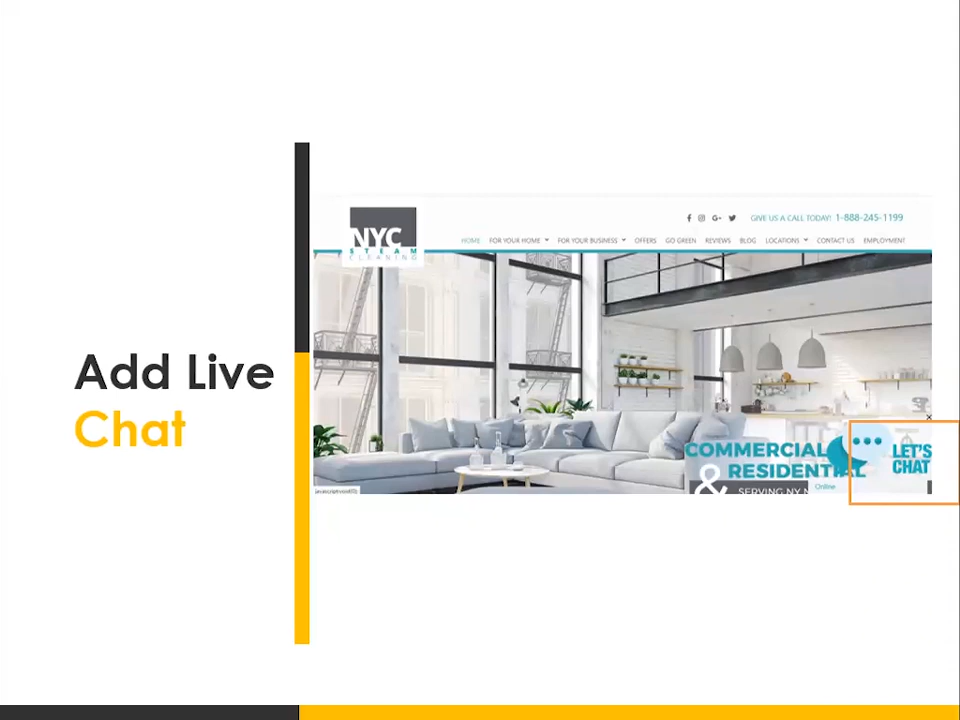 Add Live
Chat
NYC
STEAM
CLEANING
GIVE US A CALL TODAY! 1-888-245-1199
HOME FOR YOUR HOME FOR YOUR BUSINESS OFFERS GO GREEN REVIEWS BLOG LOCATIONS CONTACT US EMPLOYMENT
COMMERCIAL
& RESIDENTIAL
SERVING NY N
Online
LET'S
CHAT